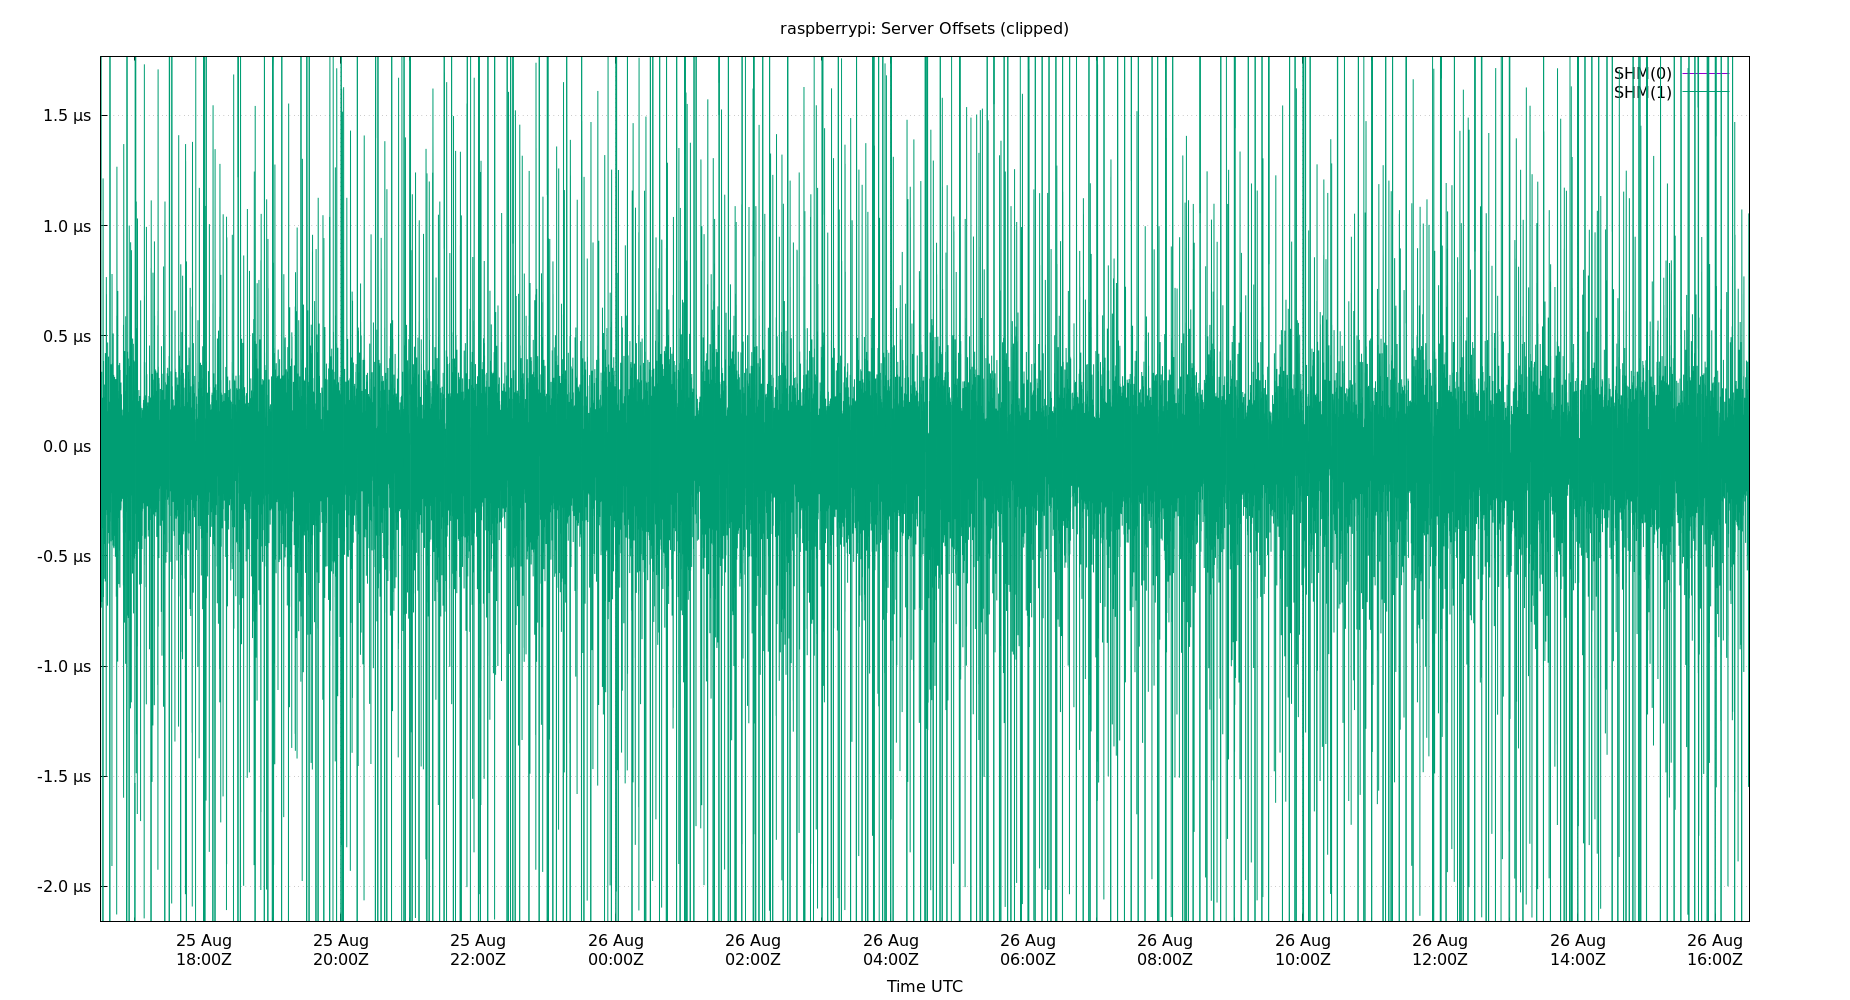 raspberrypi: Server Offsets (clipped)
SHM(0)
SHM(1)
1.5 µs
1.0 µs
0.5 µs
0.0 µs
-0.5 µs
-1.0 µs
-1.5 µs
-2.0 µs
25 Aug 25 Aug 25 Aug 26 Aug 26 Aug 26 Aug 26 Aug 26 Aug 26 Aug 26 Aug 26 Aug 26 Aug
18:00Z 20:00Z 22:00Z 00:00Z 02:00Z 04:00Z 06:00Z 08:00Z 10:00Z 12:00Z 14:00Z 16:00Z
Time UTC